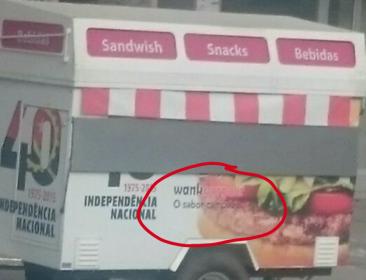 Bebidas
Sandwish
Snacks
Bebidas
40
1975-2015
INDEPENDÊNCIA
NACIONAL
1975-2015
INDEPENDÊNCIA
NACIONAL
O sabor